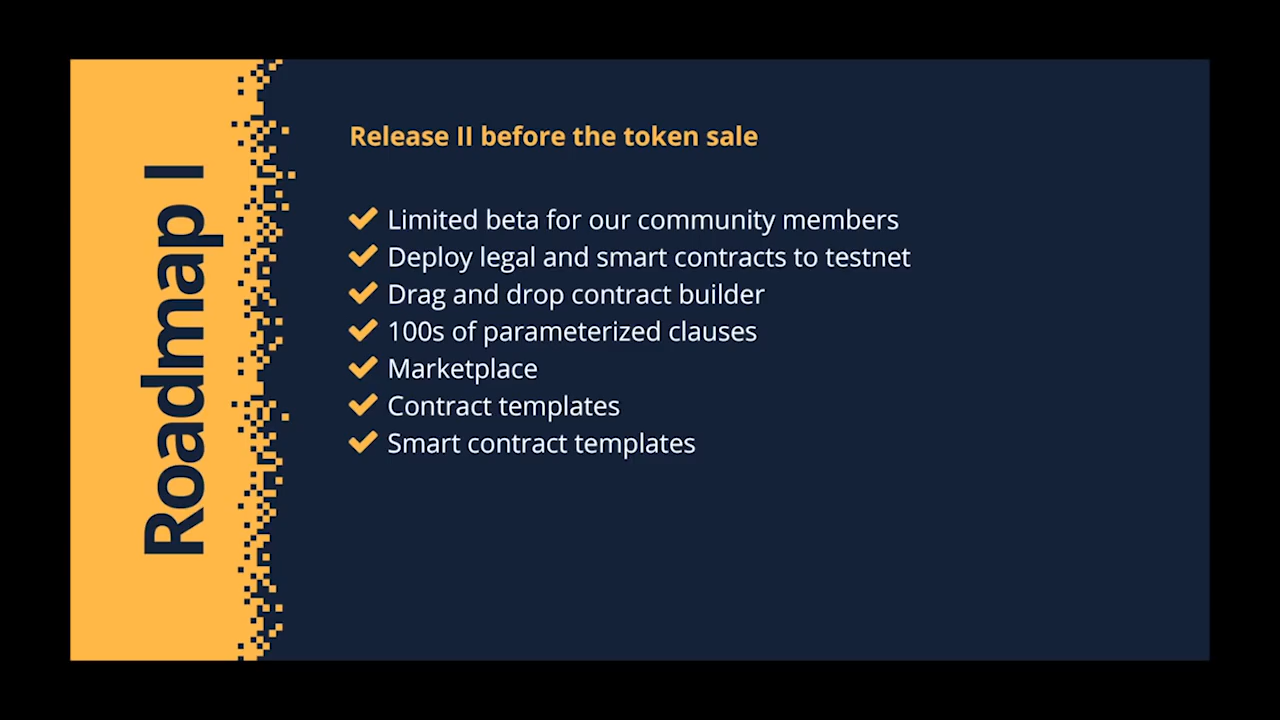 Roadmap I
Release II before the token sale
Limited beta for our community members
Deploy legal and smart contracts to testnet
Drag and drop contract builder
100s of parameterized clauses
Marketplace
Contract templates
Smart contract templates